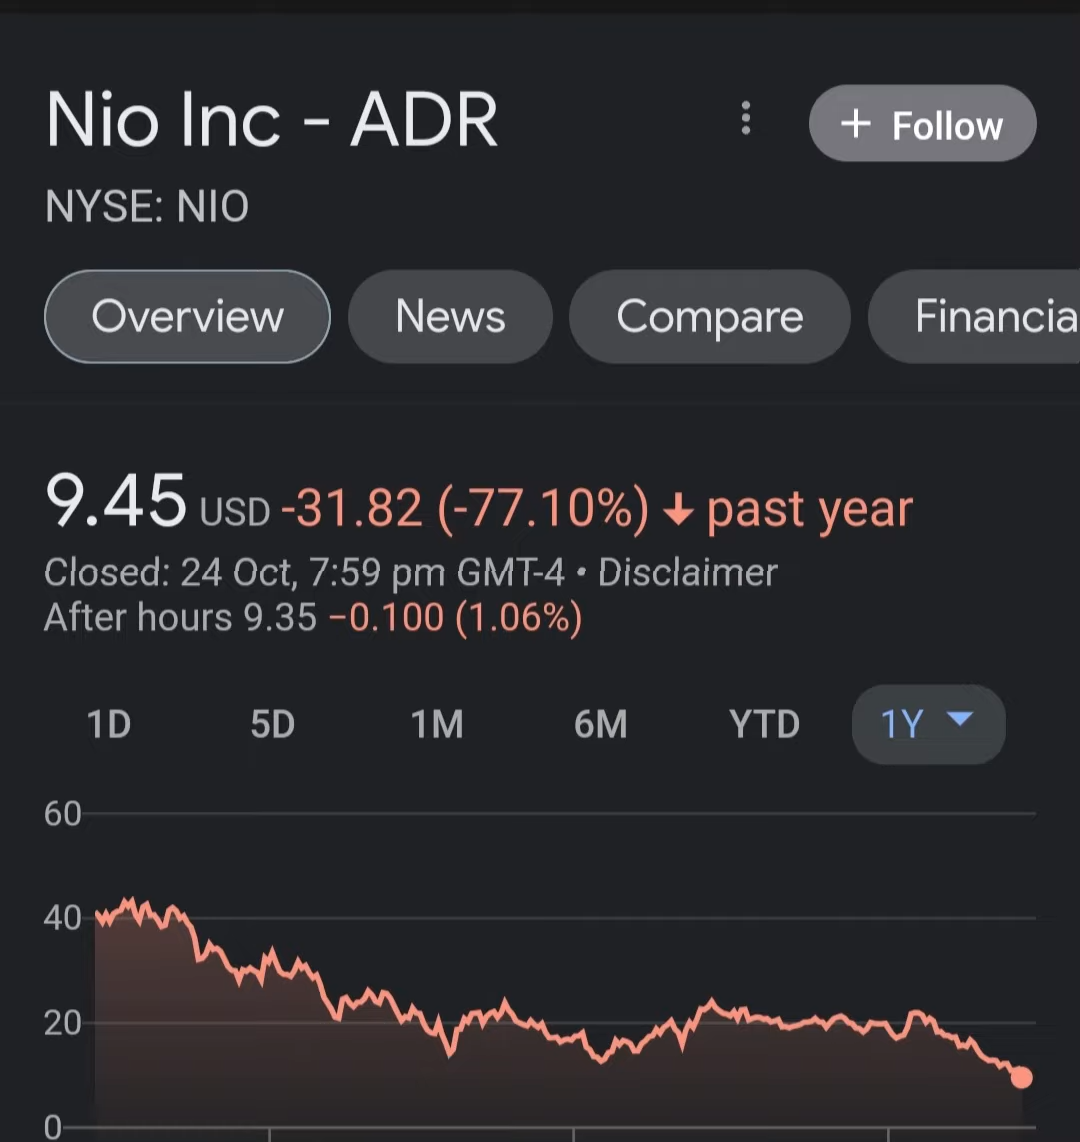 Nio Inc - ADR
+ Follow
NYSE: NIO
Overview
News
Compare
Financia
9.45 USD -31.82 (-77.10%) ↓ past year
Closed: 24 Oct, 7:59 pm GMT-4 • Disclaimer
After hours 9.35 −0.100 (1.06%)
1D
5D
1M
6M
YTD
1Y
60
40
20
0